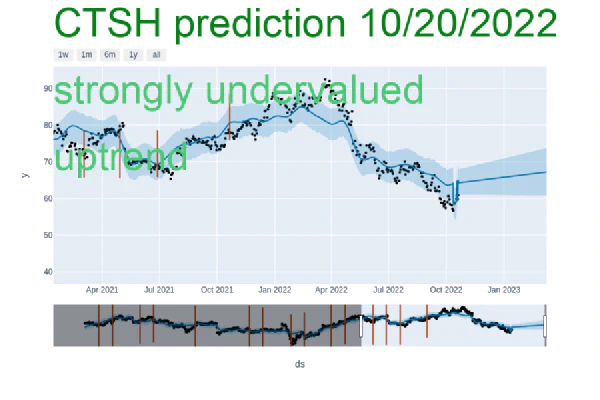 CTSH prediction 10/20/2022
1w 1m 6m 1y all
strongly undervalued
uptrend
90
80
70
60
50
40
y
Apr 2021 Jul 2021 Oct 2021 Jan 2022 Apr 2022 Jul 2022 Oct 2022 Jan 2023
ds